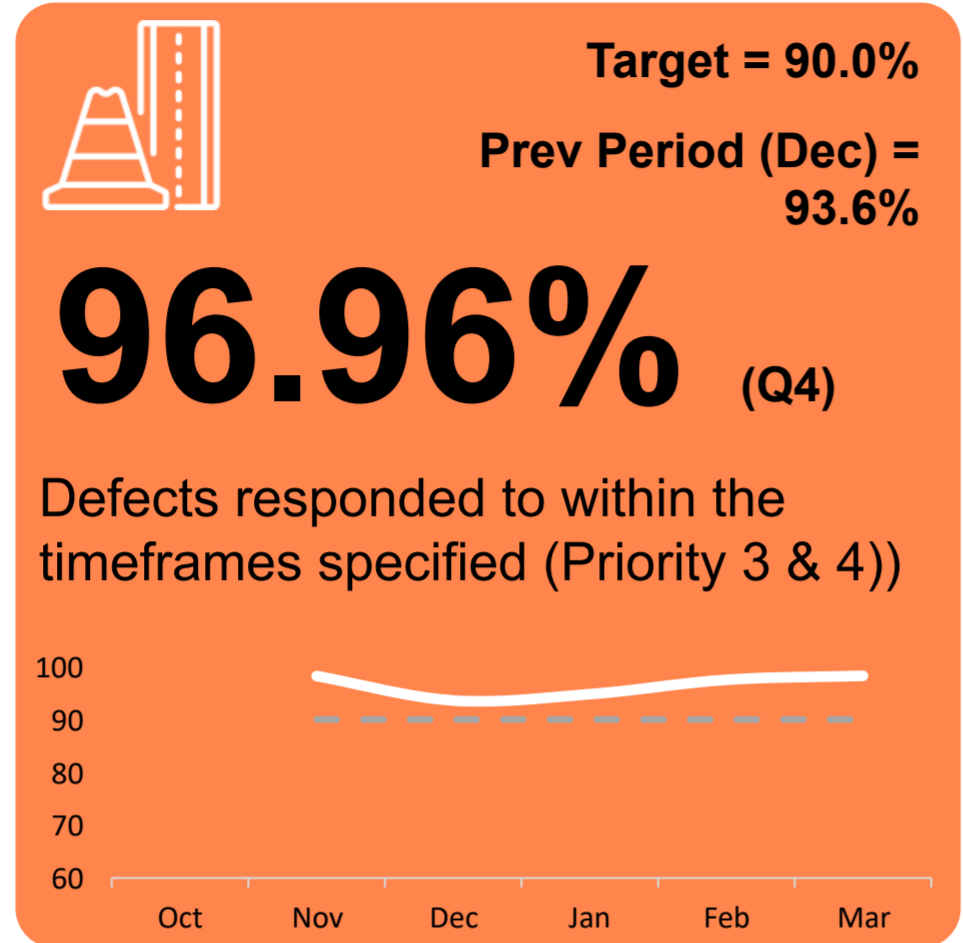 Target = 90.0%
Prev Period (Dec) =
93.6%
96.96% (Q4)
Defects responded to within the
timeframes specified (Priority 3 & 4))
100
90
80
70
60
Oct Nov Dec Jan Feb Mar